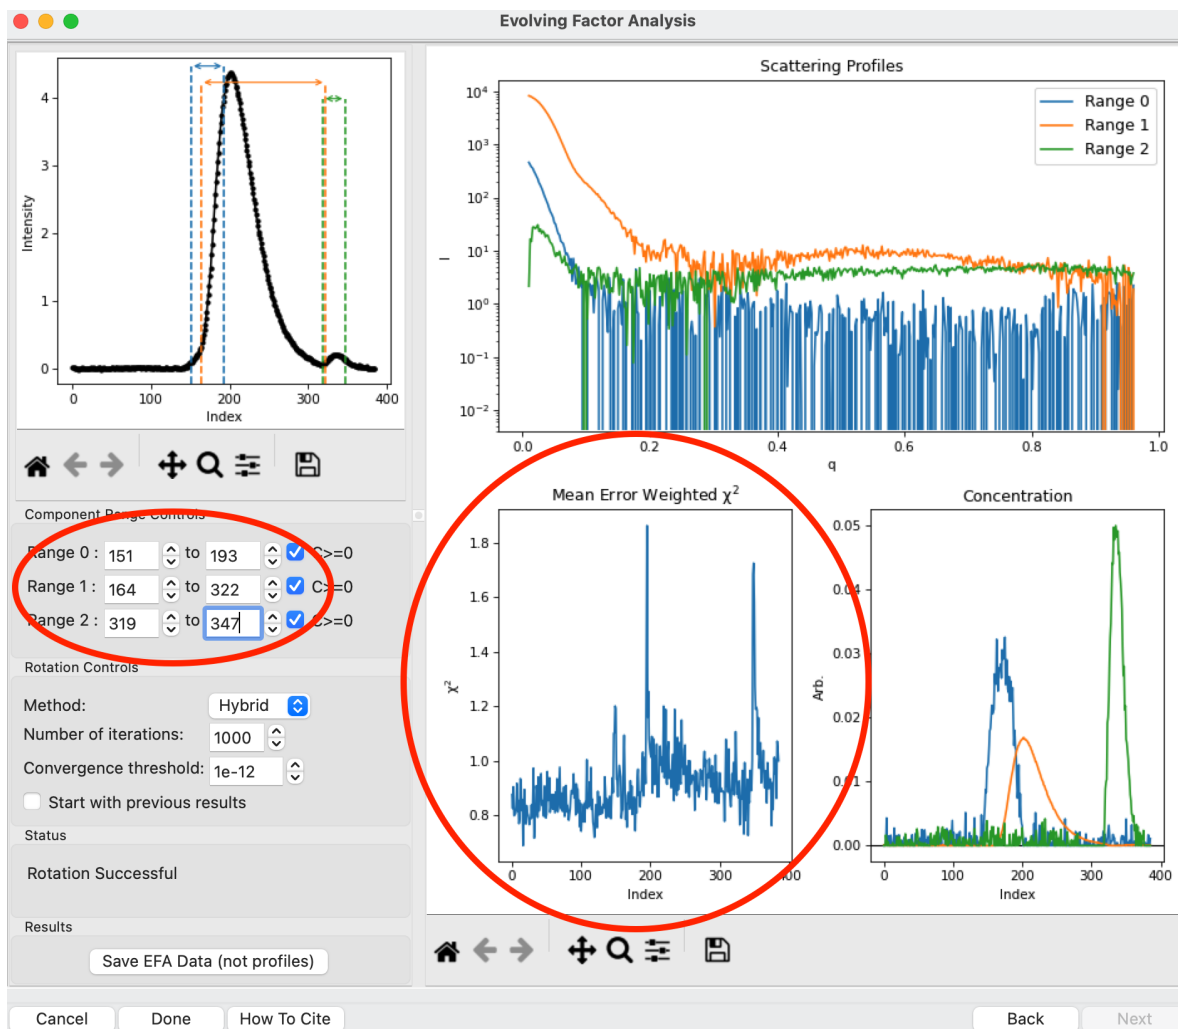 Evolving Factor Analysis
4
3
2
1
0
Intensity
0 100 200 300 400
Index
Component Range Controls
Range 0 : 151 to 193 C>=0
Range 1 : 164 to 322 C>=0
Range 2 : 319 to 347 C>=0
Rotation Controls
Method: Hybrid
Number of iterations: 1000
Convergence threshold: 1e-12
Start with previous results
Status
Rotation Successful
Results
Save EFA Data (not profiles)
Scattering Profiles
Range 0
Range 1
Range 2
10⁴
10³
10²
10¹
10⁰
10⁻¹
10⁻²
I
0.0 0.2 0.4 0.6 0.8 1.0
q
Mean Error Weighted χ²
1.8
1.6
1.4
1.2
1.0
0.8
χ²
0 100 200 300 400
Index
Concentration
0.05
0.04
0.03
0.02
0.01
0.00
Arb.
0 100 200 300 400
Index
Cancel Done How To Cite Back Next